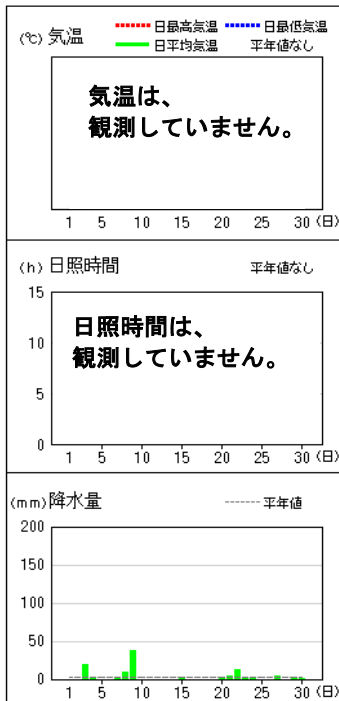 (℃) 気温 日最高気温 日最低気温
日平均気温 平年値なし
気温は、
観測していません。
1 5 10 15 20 25 30 (日)
(h) 日照時間 平年値なし
15
日照時間は、
観測していません。
10
5
0
1 5 10 15 20 25 30 (日)
(mm) 降水量 平年値
200
150
100
50
0
1 5 10 15 20 25 30 (日)